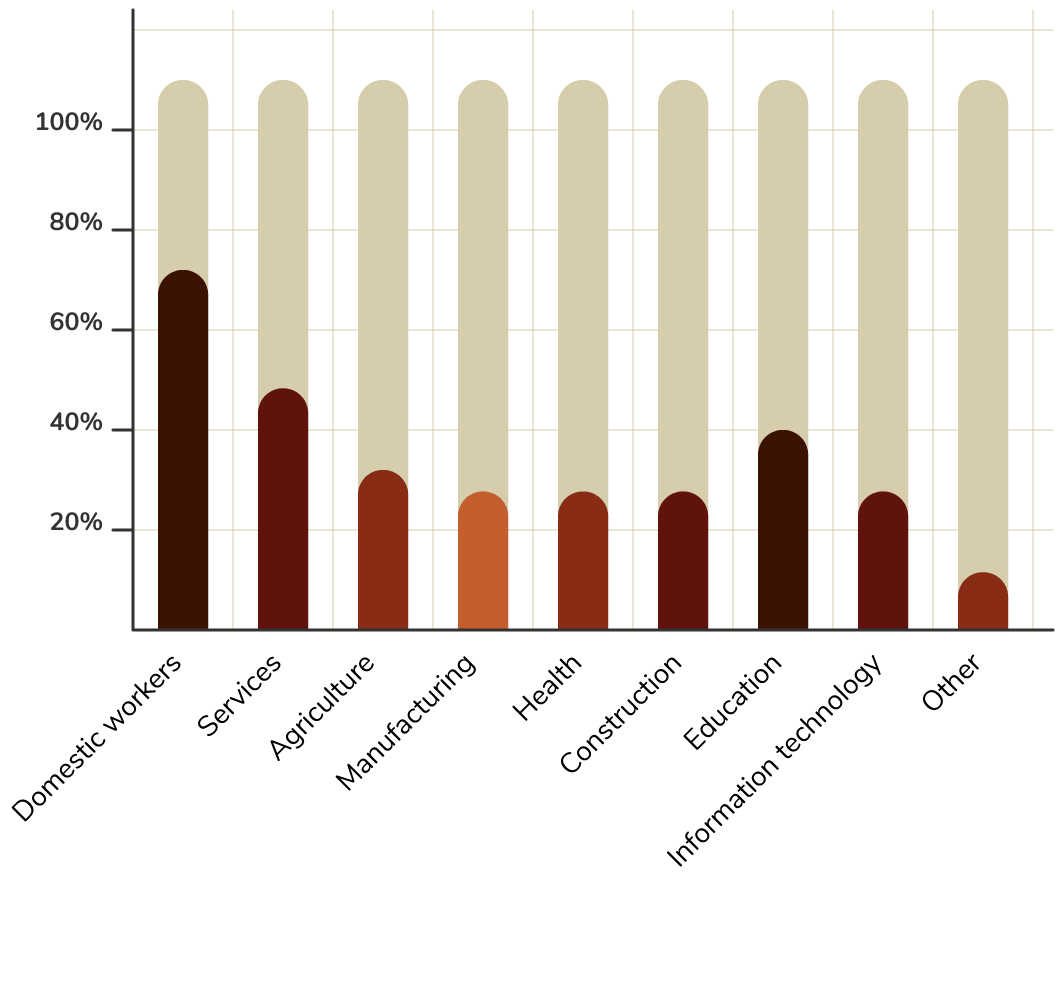 100%
80%
60%
40%
20%
Domestic workers
Services
Agriculture
Manufacturing
Health
Construction
Education
Information technology
Other